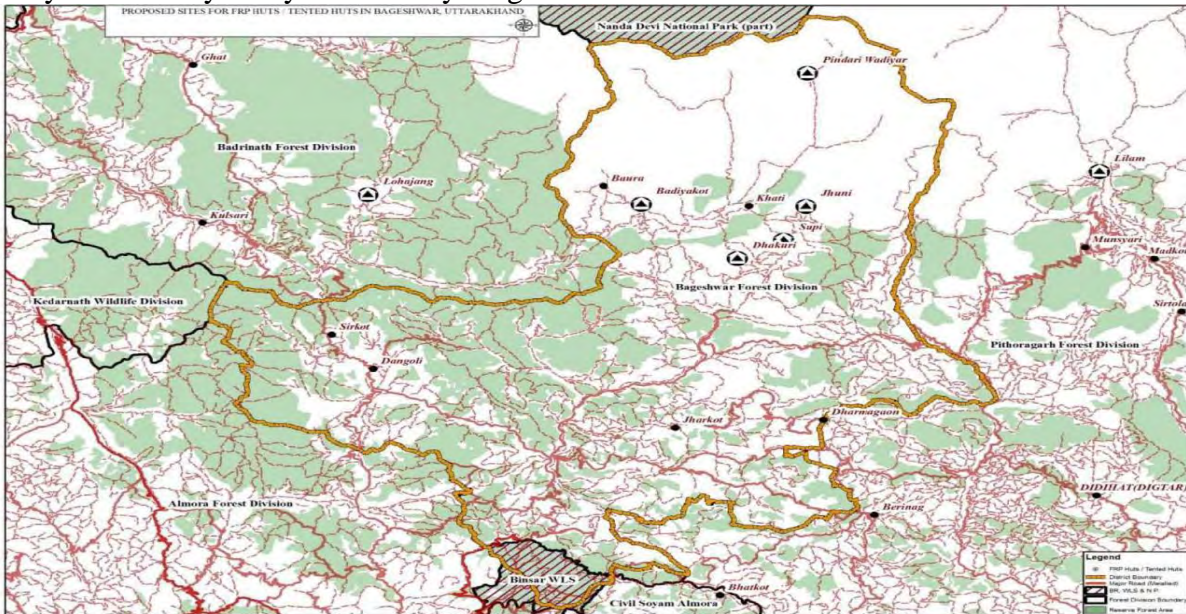 PROPOSED SITES FOR FRP HUTS / TENTED HUTS IN BAGESHWAR, UTTARAKHAND
Nanda Devi National Park (part)
Ghat
Pindari Wadiyar
Badrinath Forest Division
Lilam
Lohajang
Baura
Badiyakot
Khati
Jhuni
Kulsari
Supi
Munsyari
Dhakuri
Madkot
Kedarnath Wildlife Division
Bageshwar Forest Division
Sirtola
Sirkot
Pithoragarh Forest Division
Dangoli
Jharkot
Dharmagaon
Almora Forest Division
DIDIHAT(DIGTAR)
Berinag
Binsar WLS
Bhatkot
Civil Soyam Almora
Legend
FRP Huts / Tented Huts
District Boundary
Major Road (Metalled)
BR, WLS & N.P.
Forest Division Boundary
Reserve Forest Area